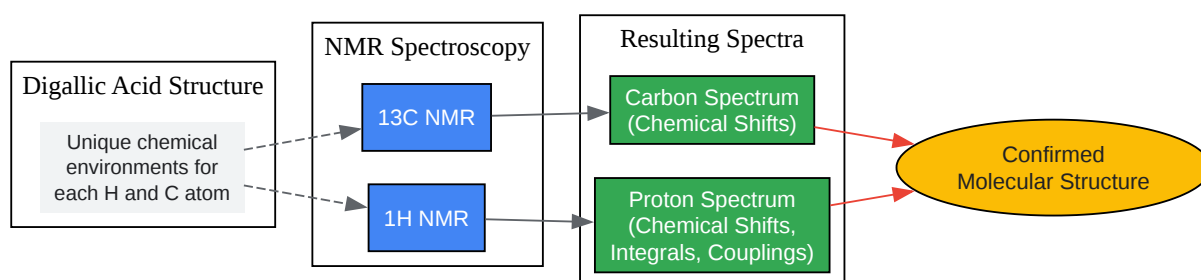 Digallic Acid Structure
Unique chemical
environments for
each H and C atom
NMR Spectroscopy
13C NMR
1H NMR
Resulting Spectra
Carbon Spectrum
(Chemical Shifts)
Proton Spectrum
(Chemical Shifts,
Integrals, Couplings)
Confirmed
Molecular Structure